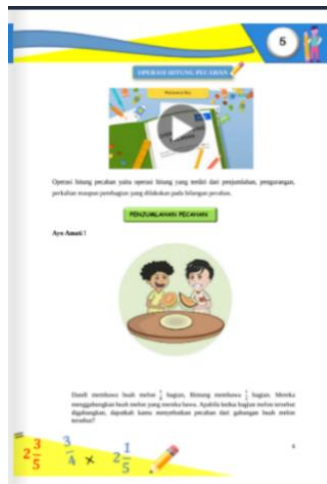 5
OPERASI HITUNG PECAHAN
Operasi hitung pecahan yaitu operasi hitung yang terdiri dari penjumlahan, pengurangan,
perkalian maupun pembagian yang dilakukan pada bilangan pecahan.
PENJUMLAHAN PECAHAN
Ayo Amati !
Dandi membawa buah melon bagian, Bintang membawa bagian. Mereka
menggabungkan buah melon yang mereka bawa. Apabila kedua bagian melon tersebut
digabungkan, dapatkah kamu menyebutkan pecahan dari gabungan buah melon
tersebut?
2 3/5 3/4 × 2 1/5